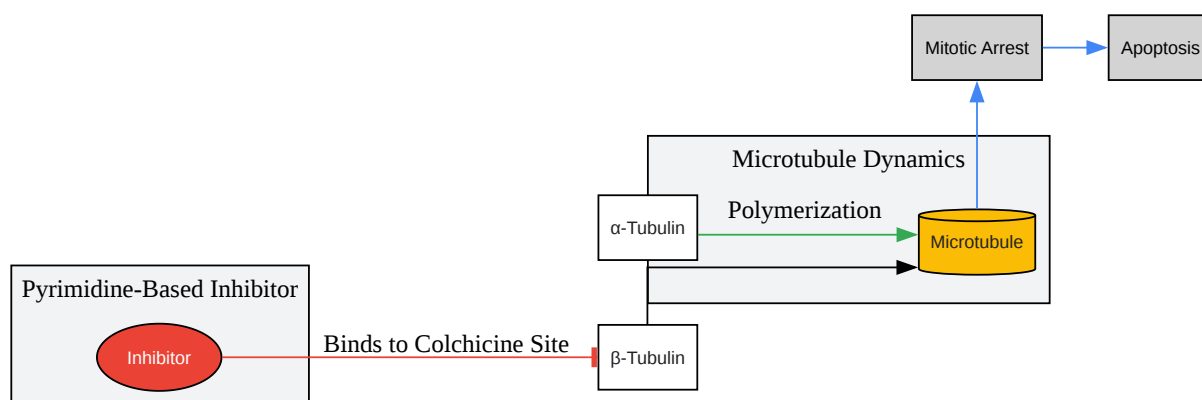 Mitotic Arrest
Apoptosis
Microtubule Dynamics
Polymerization
α-Tubulin
Microtubule
Pyrimidine-Based Inhibitor
Binds to Colchicine Site
Inhibitor
β-Tubulin